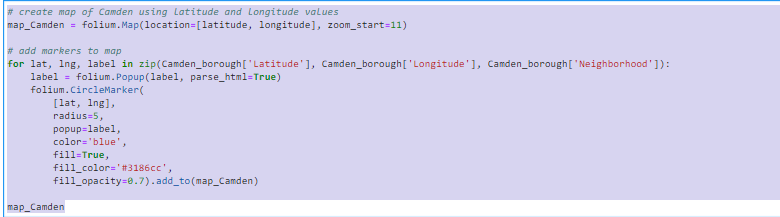 # create map of Camden using latitude and longitude values
map_Camden = folium.Map(location=[latitude, longitude], zoom_start=11)

# add markers to map
for lat, lng, label in zip(Camden_borough['Latitude'], Camden_borough['Longitude'], Camden_borough['Neighborhood']):
    label = folium.Popup(label, parse_html=True)
    folium.CircleMarker(
        [lat, lng],
        radius=5,
        popup=label,
        color='blue',
        fill=True,
        fill_color='#3186cc',
        fill_opacity=0.7).add_to(map_Camden)

map_Camden